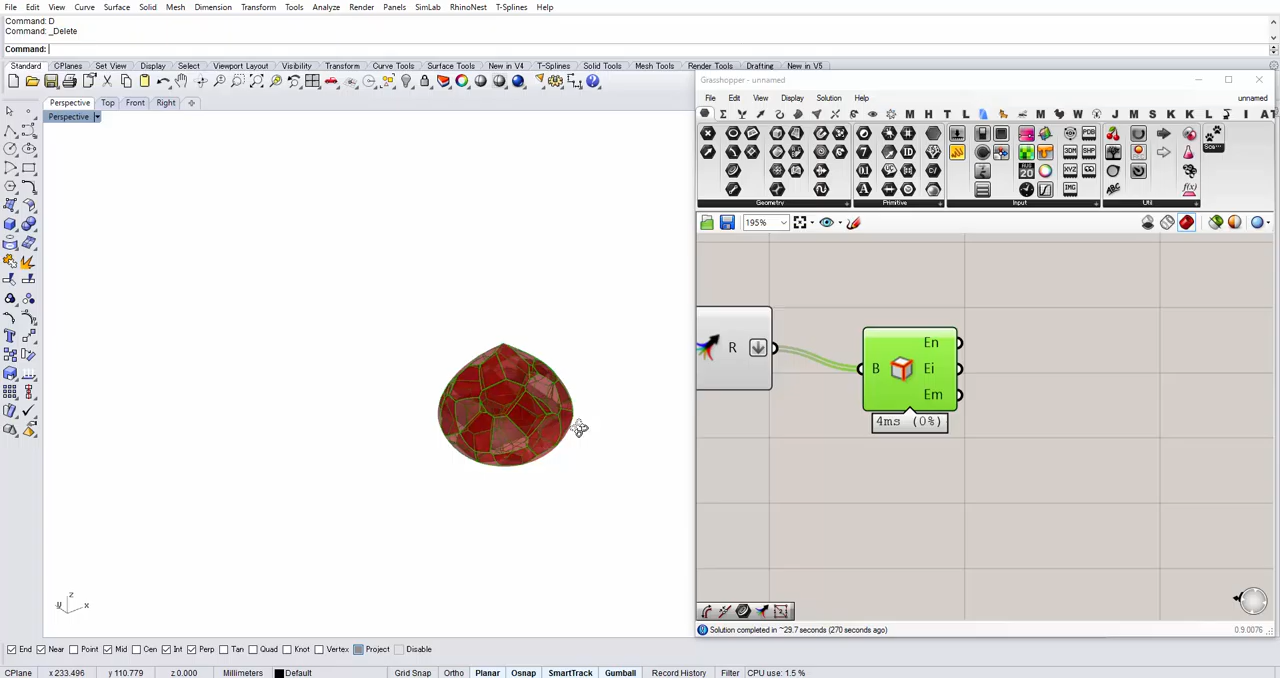 File Edit View Curve Surface Solid Mesh Dimension Transform Tools Analyze Render Panels SimLab RhinoNest T-Splines Help
Command: D
Command: _Delete
Command:
Standard CPlanes Set View Display Select Viewport Layout Visibility Transform Curve Tools Surface Tools New in V4 T-Splines Solid Tools Mesh Tools Render Tools Drafting New in V5
Grasshopper - unnamed
File Edit View Display Solution Help
unnamed
M H T L M W J M S K K L I
Perspective Top Front Right
Perspective
Geometry Primitive Input Util
195%
R
B
En
Ei
Em
4ms (0%)
z
y x
Solution completed in ~29.7 seconds (270 seconds ago)
0.9.0076
End Near Point Mid Cen Int Perp Tan Quad Knot Vertex Project Disable
CPlane x 233.496 y 110.779 z 0.000 Millimeters Default Grid Snap Ortho Planar Osnap SmartTrack Gumball Record History Filter CPU use: 1.5 %